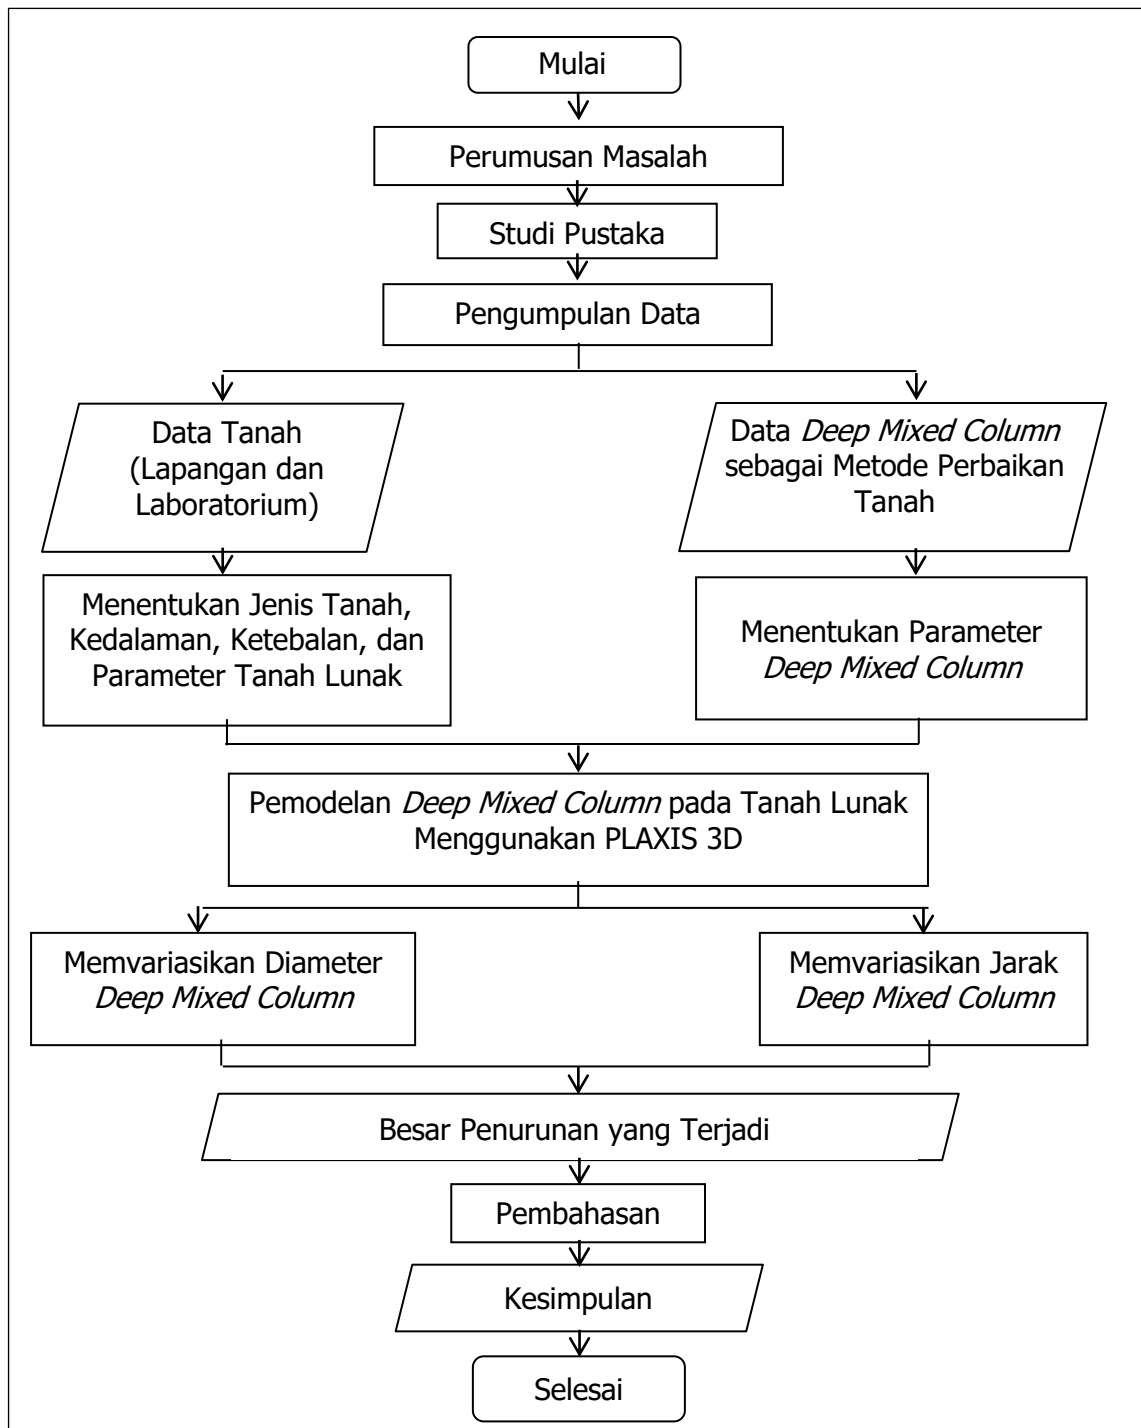 Mulai
Perumusan Masalah
Studi Pustaka
Pengumpulan Data
Data Tanah
(Lapangan dan
Laboratorium)
Data Deep Mixed Column
sebagai Metode Perbaikan
Tanah
Menentukan Jenis Tanah,
Kedalaman, Ketebalan, dan
Parameter Tanah Lunak
Menentukan Parameter
Deep Mixed Column
Pemodelan Deep Mixed Column pada Tanah Lunak
Menggunakan PLAXIS 3D
Memvariasikan Diameter
Deep Mixed Column
Memvariasikan Jarak
Deep Mixed Column
Besar Penurunan yang Terjadi
Pembahasan
Kesimpulan
Selesai